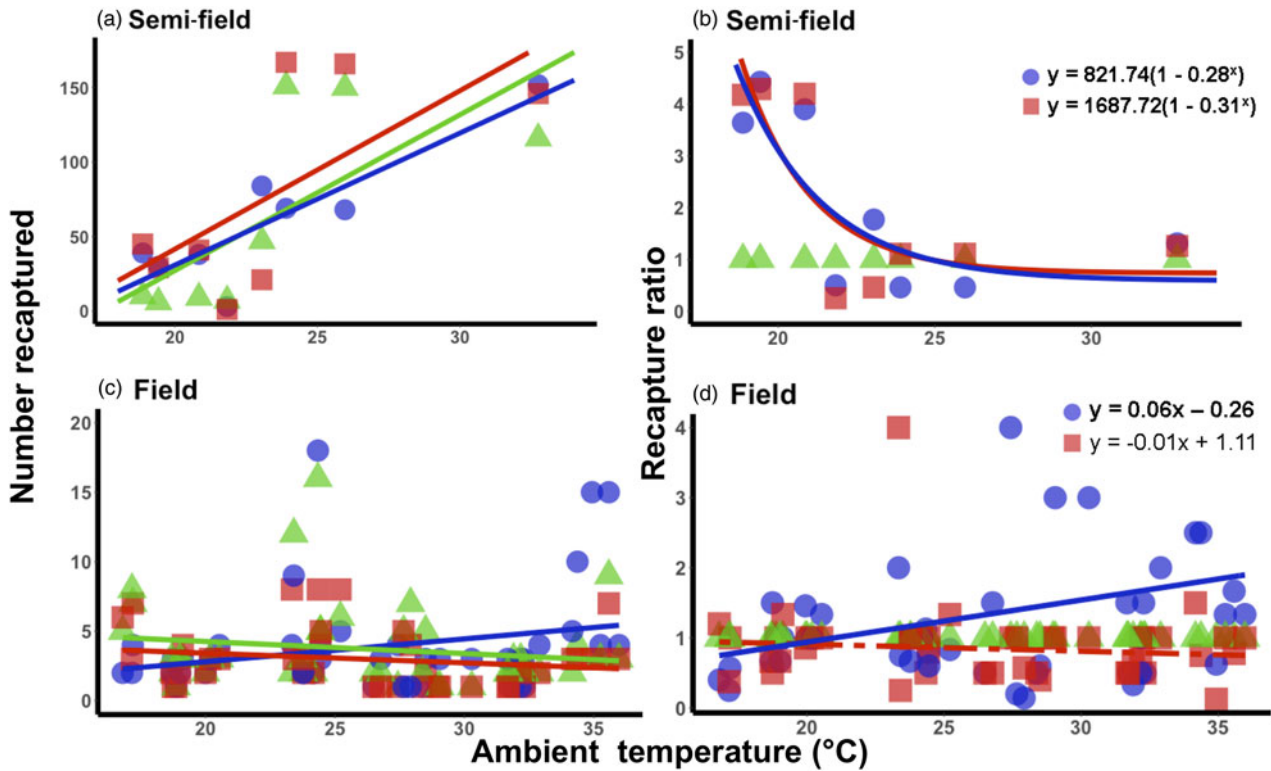 (a) Semi-field
Number recaptured
150
100
50
0
20 25 30
(b) Semi-field
Recapture ratio
5
4
3
2
1
0
y = 821.74(1 - 0.28ˣ)
y = 1687.72(1 - 0.31ˣ)
20 25 30
(c) Field
20
15
10
5
0
20 25 30 35
(d) Field
4
3
2
1
0
y = 0.06x – 0.26
y = -0.01x + 1.11
20 25 30 35
Ambient temperature (°C)